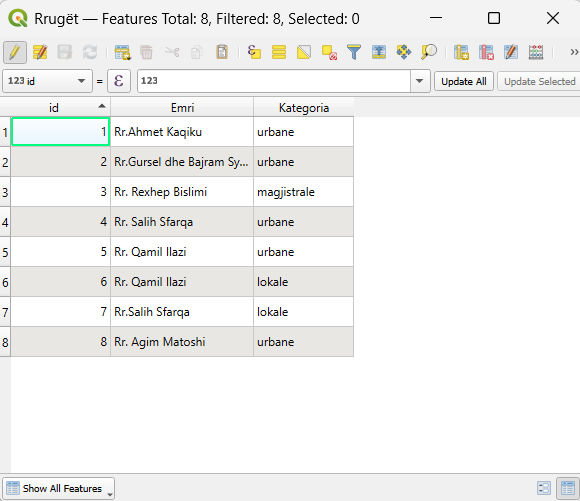 Rrugët — Features Total: 8, Filtered: 8, Selected: 0
123 id = ε 123 Update All Update Selected
id Emri Kategoria
1 1 Rr.Ahmet Kaqiku urbane
2 2 Rr.Gursel dhe Bajram Sy... urbane
3 3 Rr. Rexhep Bislimi magjistrale
4 4 Rr. Salih Sfarqa urbane
5 5 Rr. Qamil Ilazi urbane
6 6 Rr. Qamil Ilazi lokale
7 7 Rr.Salih Sfarqa lokale
8 8 Rr. Agim Matoshi urbane
Show All Features